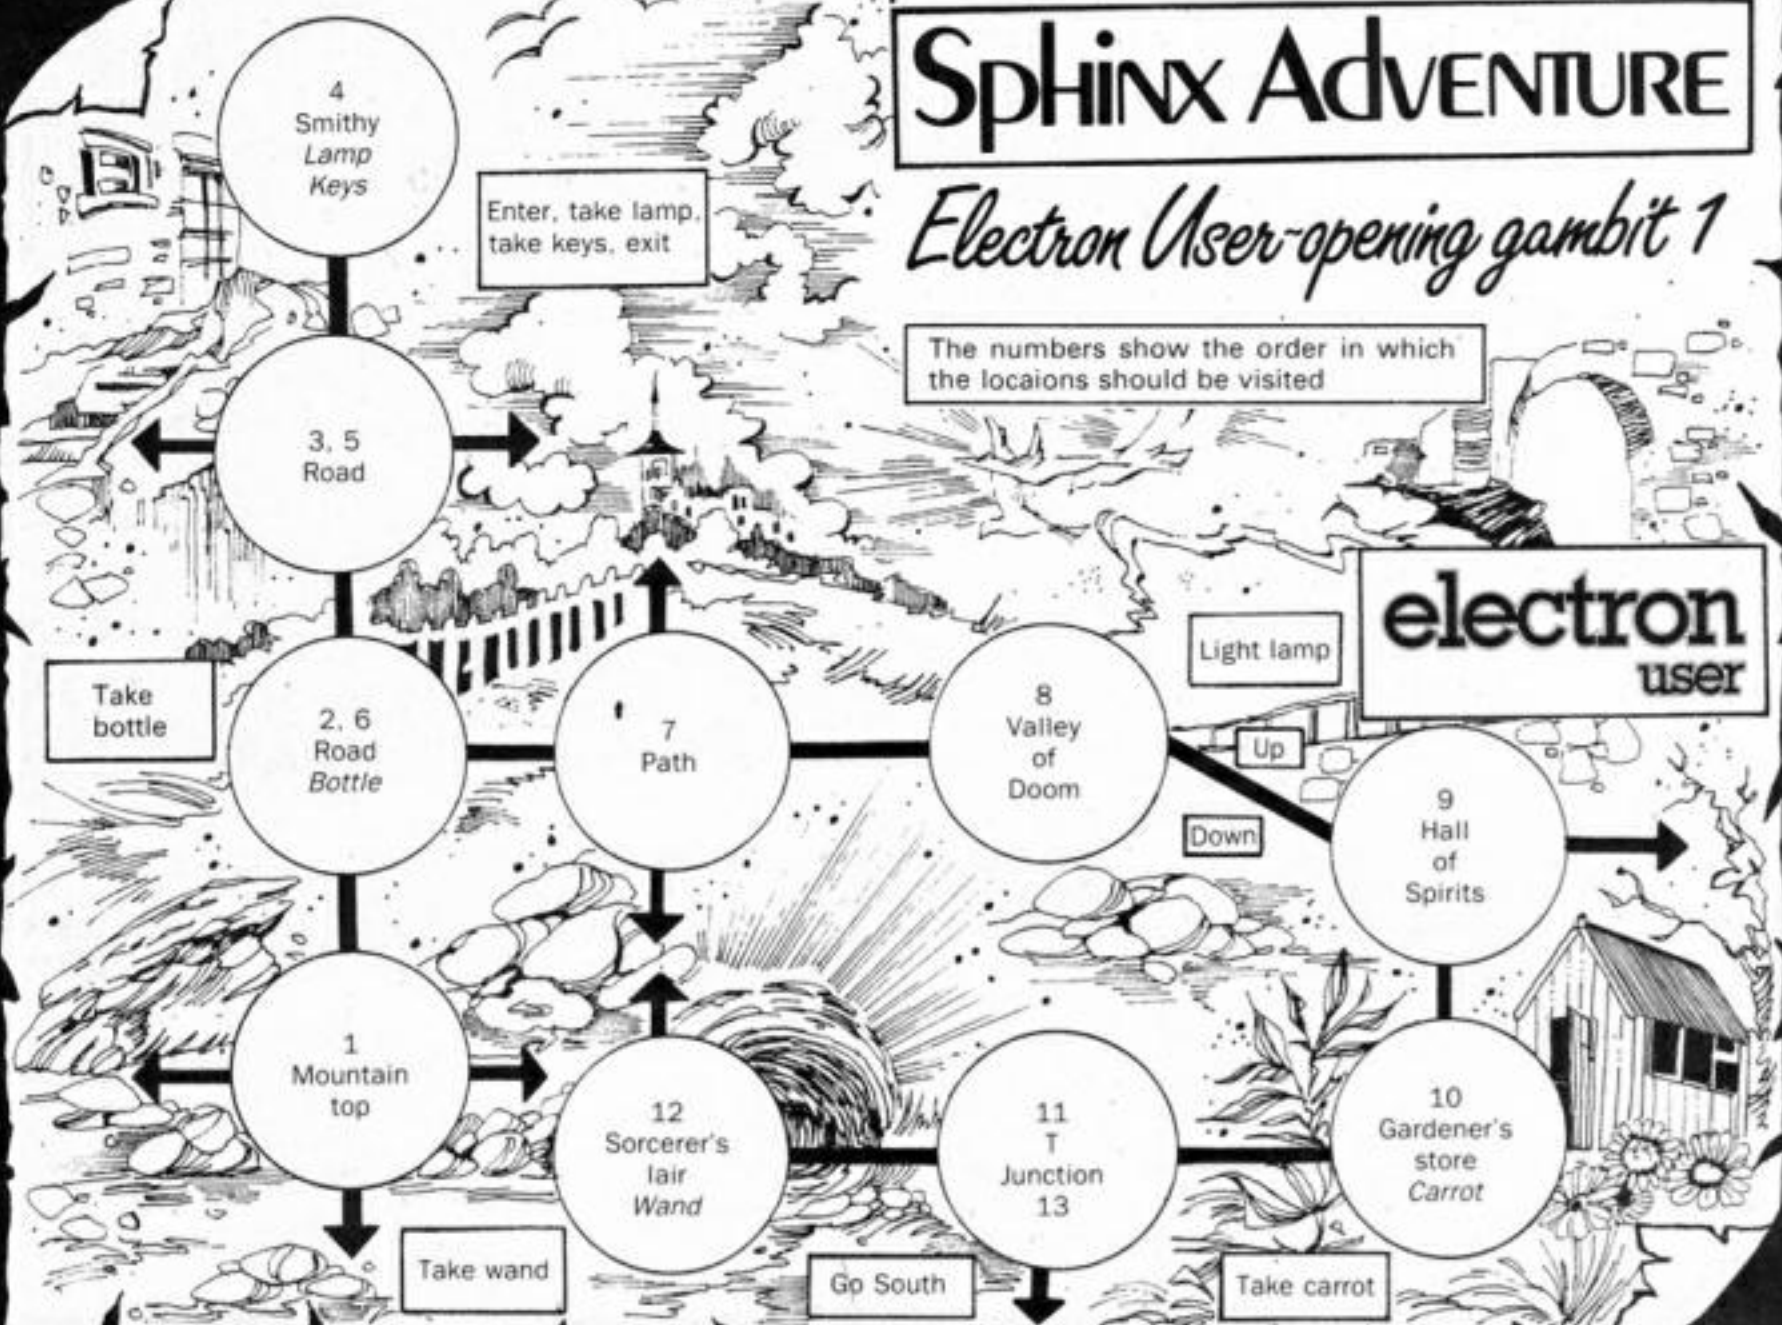 Sphinx Adventure
Electron User-opening gambit 1
The numbers show the order in which
the locaions should be visited
4
Smithy
Lamp
Keys
Enter, take lamp,
take keys, exit
3, 5
Road
electron
user
Take
bottle
2, 6
Road
Bottle
7
Path
8
Valley
of
Doom
Light lamp
Up
Down
9
Hall
of
Spirits
1
Mountain
top
12
Sorcerer's
lair
Wand
11
T
Junction
13
10
Gardener's
store
Carrot
Take wand
Go South
Take carrot